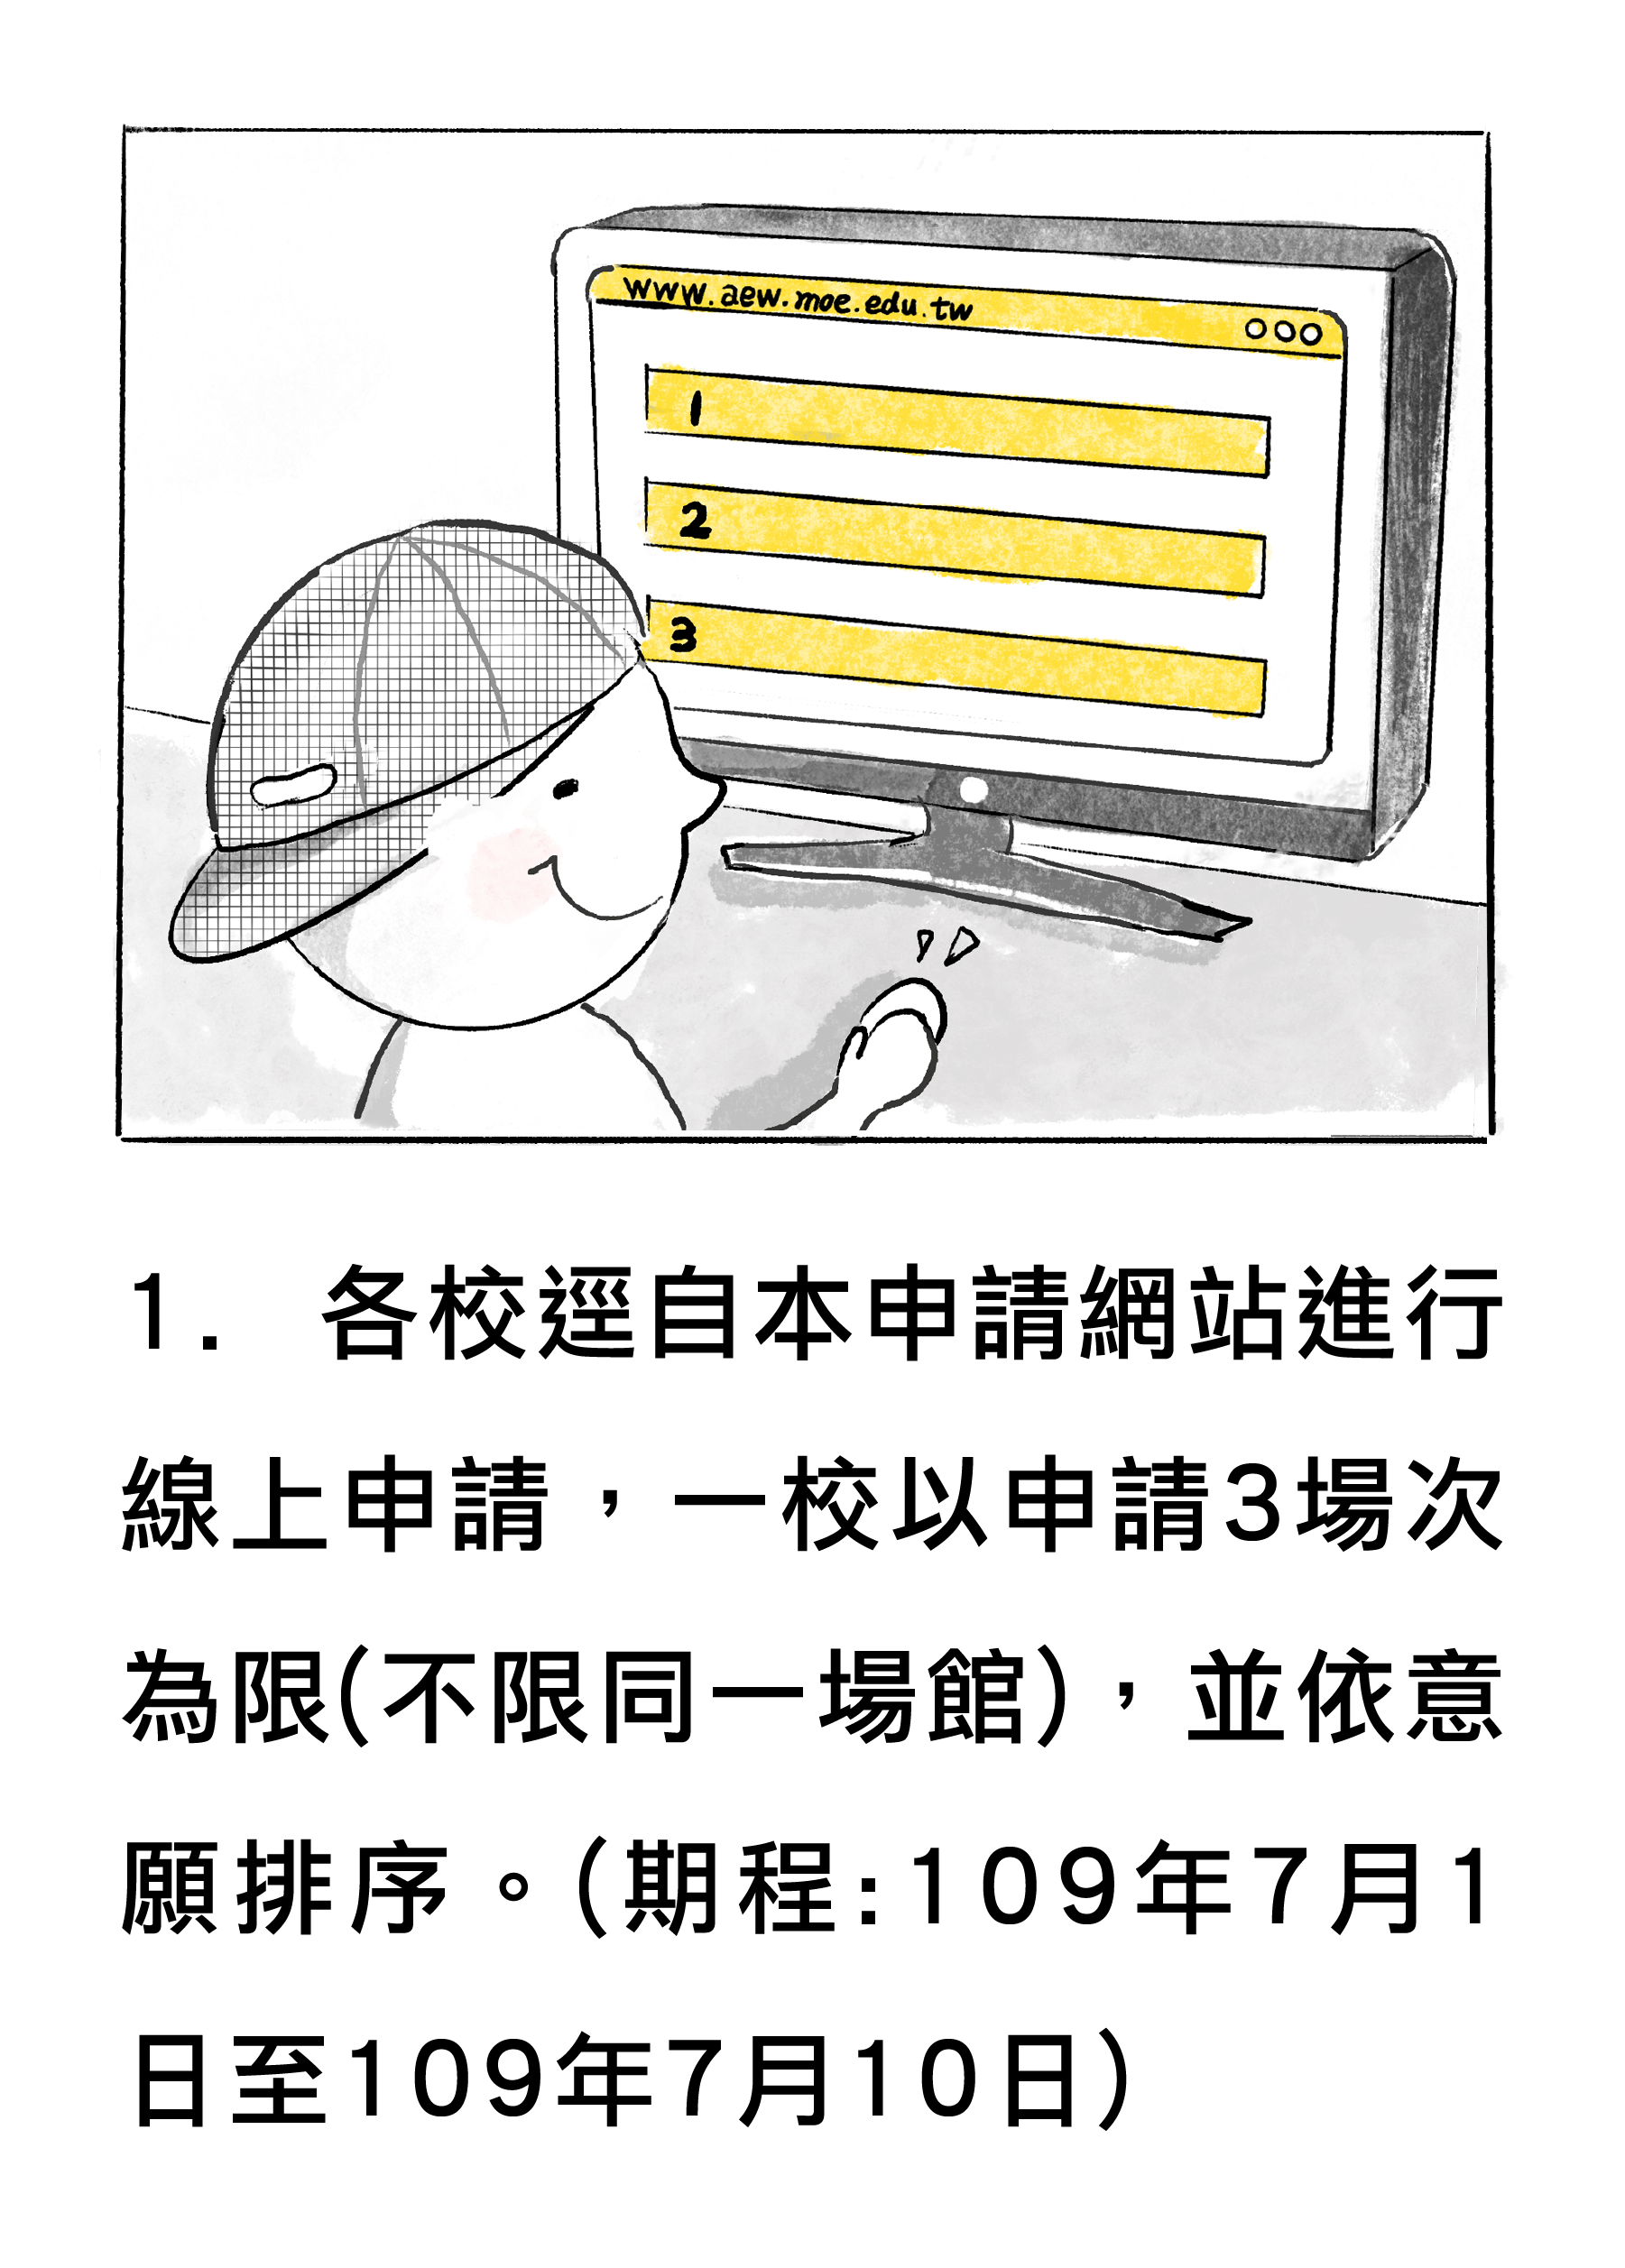 www.aew.moe.edu.tw
1
2
3
1. 各校逕自本申請網站進行
線上申請，一校以申請3場次
為限(不限同一場館)，並依意
願排序。(期程:109年7月1
日至109年7月10日)